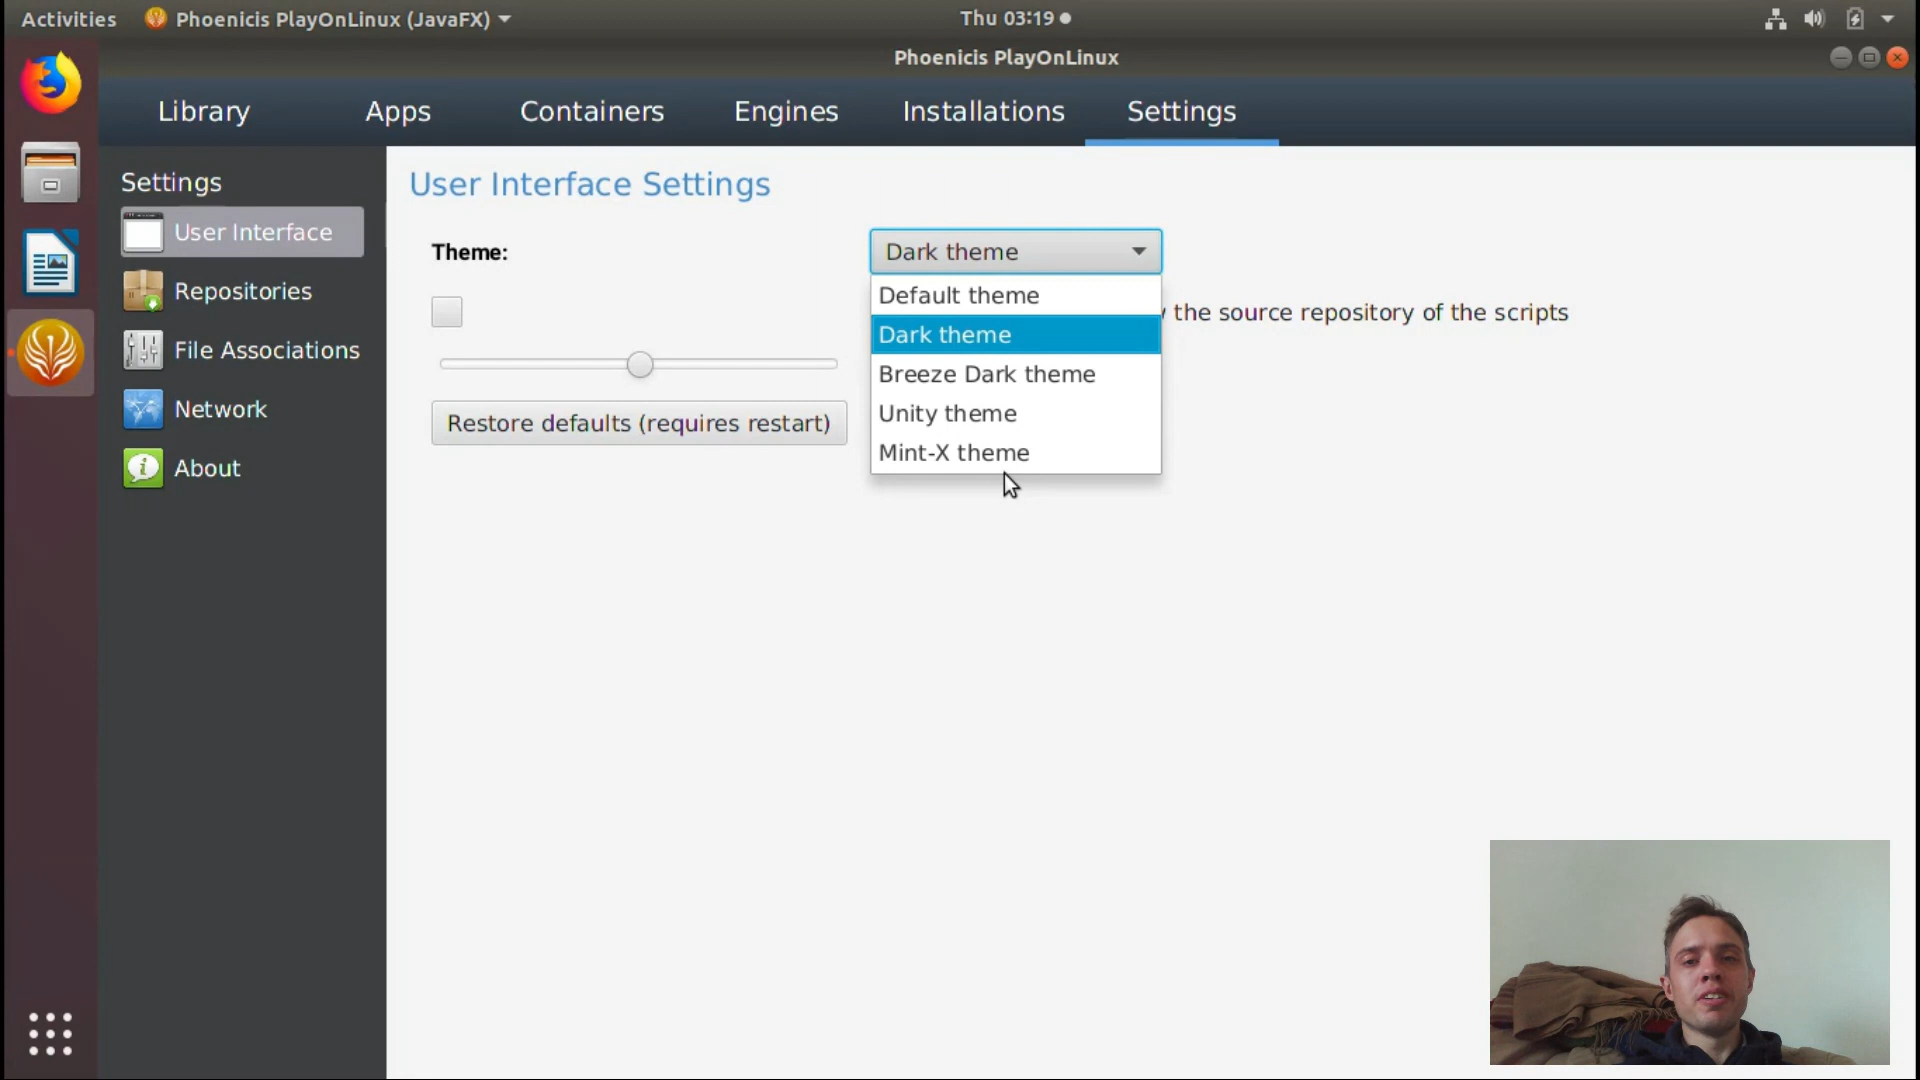 Activities
Phoenicis PlayOnLinux (JavaFX)
Thu 03:19
Phoenicis PlayOnLinux
Library
Apps
Containers
Engines
Installations
Settings
Settings
User Interface
Repositories
File Associations
Network
About
User Interface Settings
Theme:
Dark theme
Default theme
Dark theme
Breeze Dark theme
Unity theme
Mint-X theme
the source repository of the scripts
Restore defaults (requires restart)